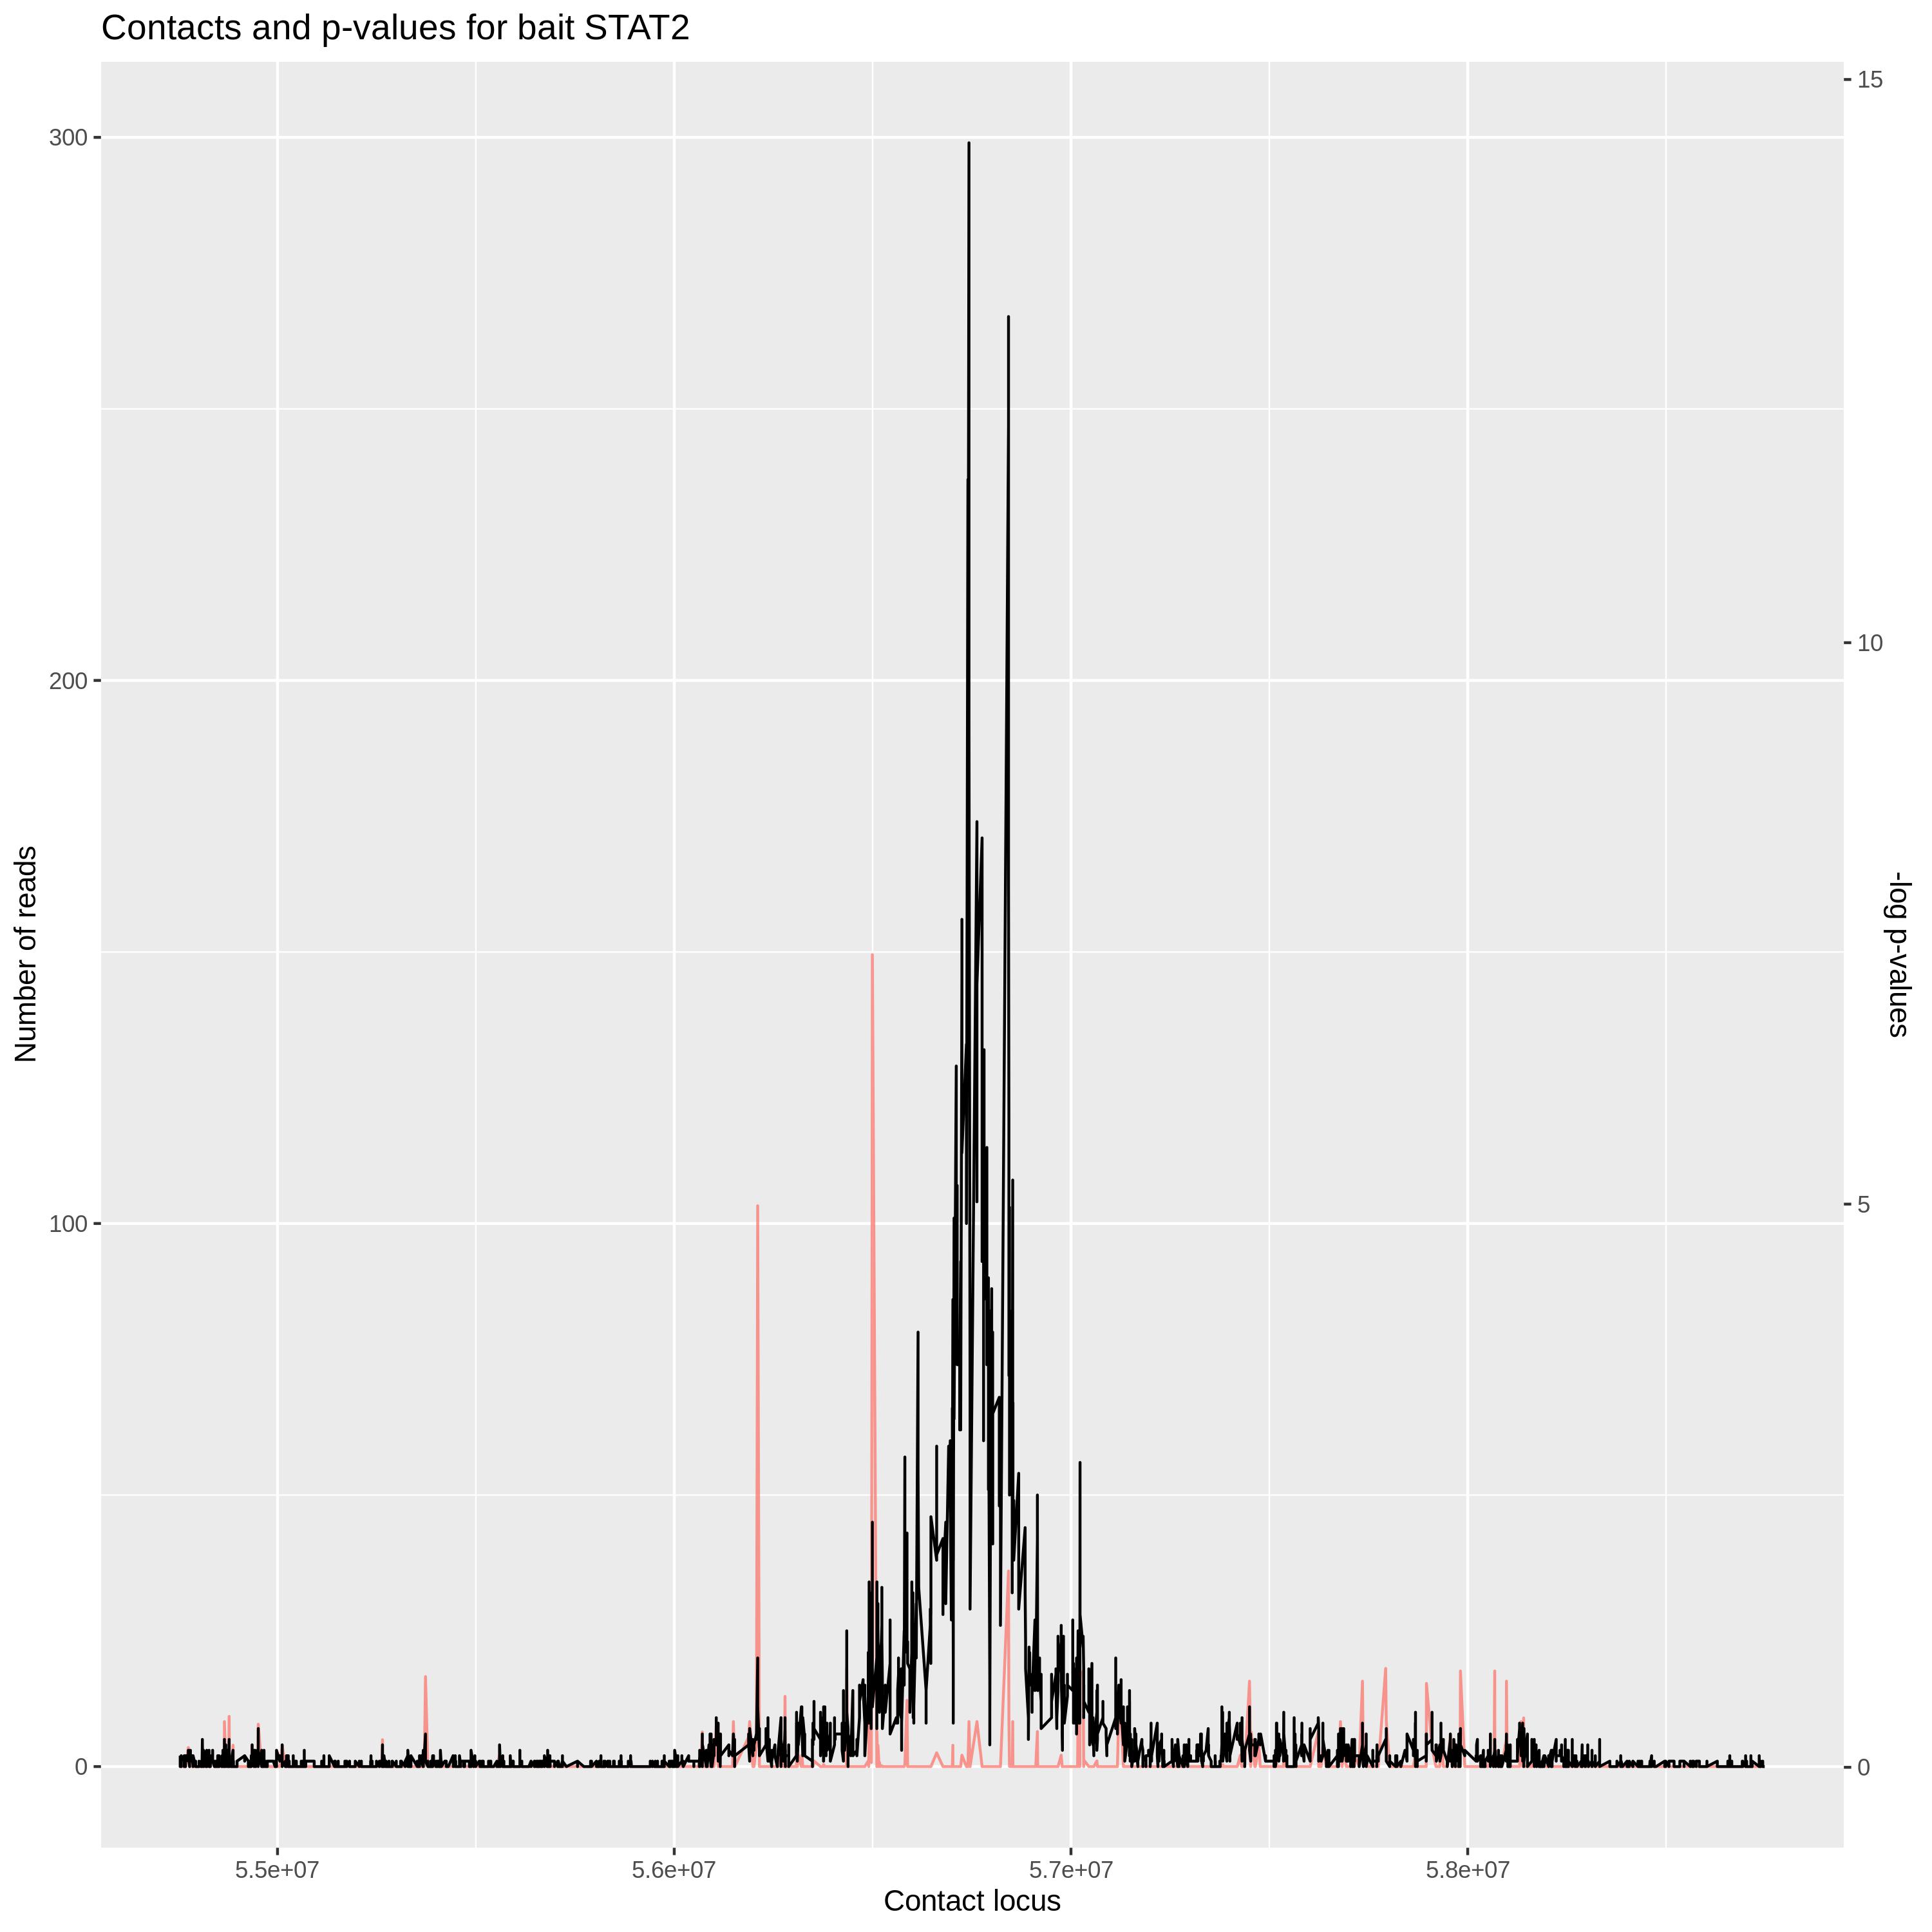 Contacts and p-values for bait STAT2
300
200
100
0
Number of reads
15
10
5
0
-log p-values
5.5e+07 5.6e+07 5.7e+07 5.8e+07
Contact locus